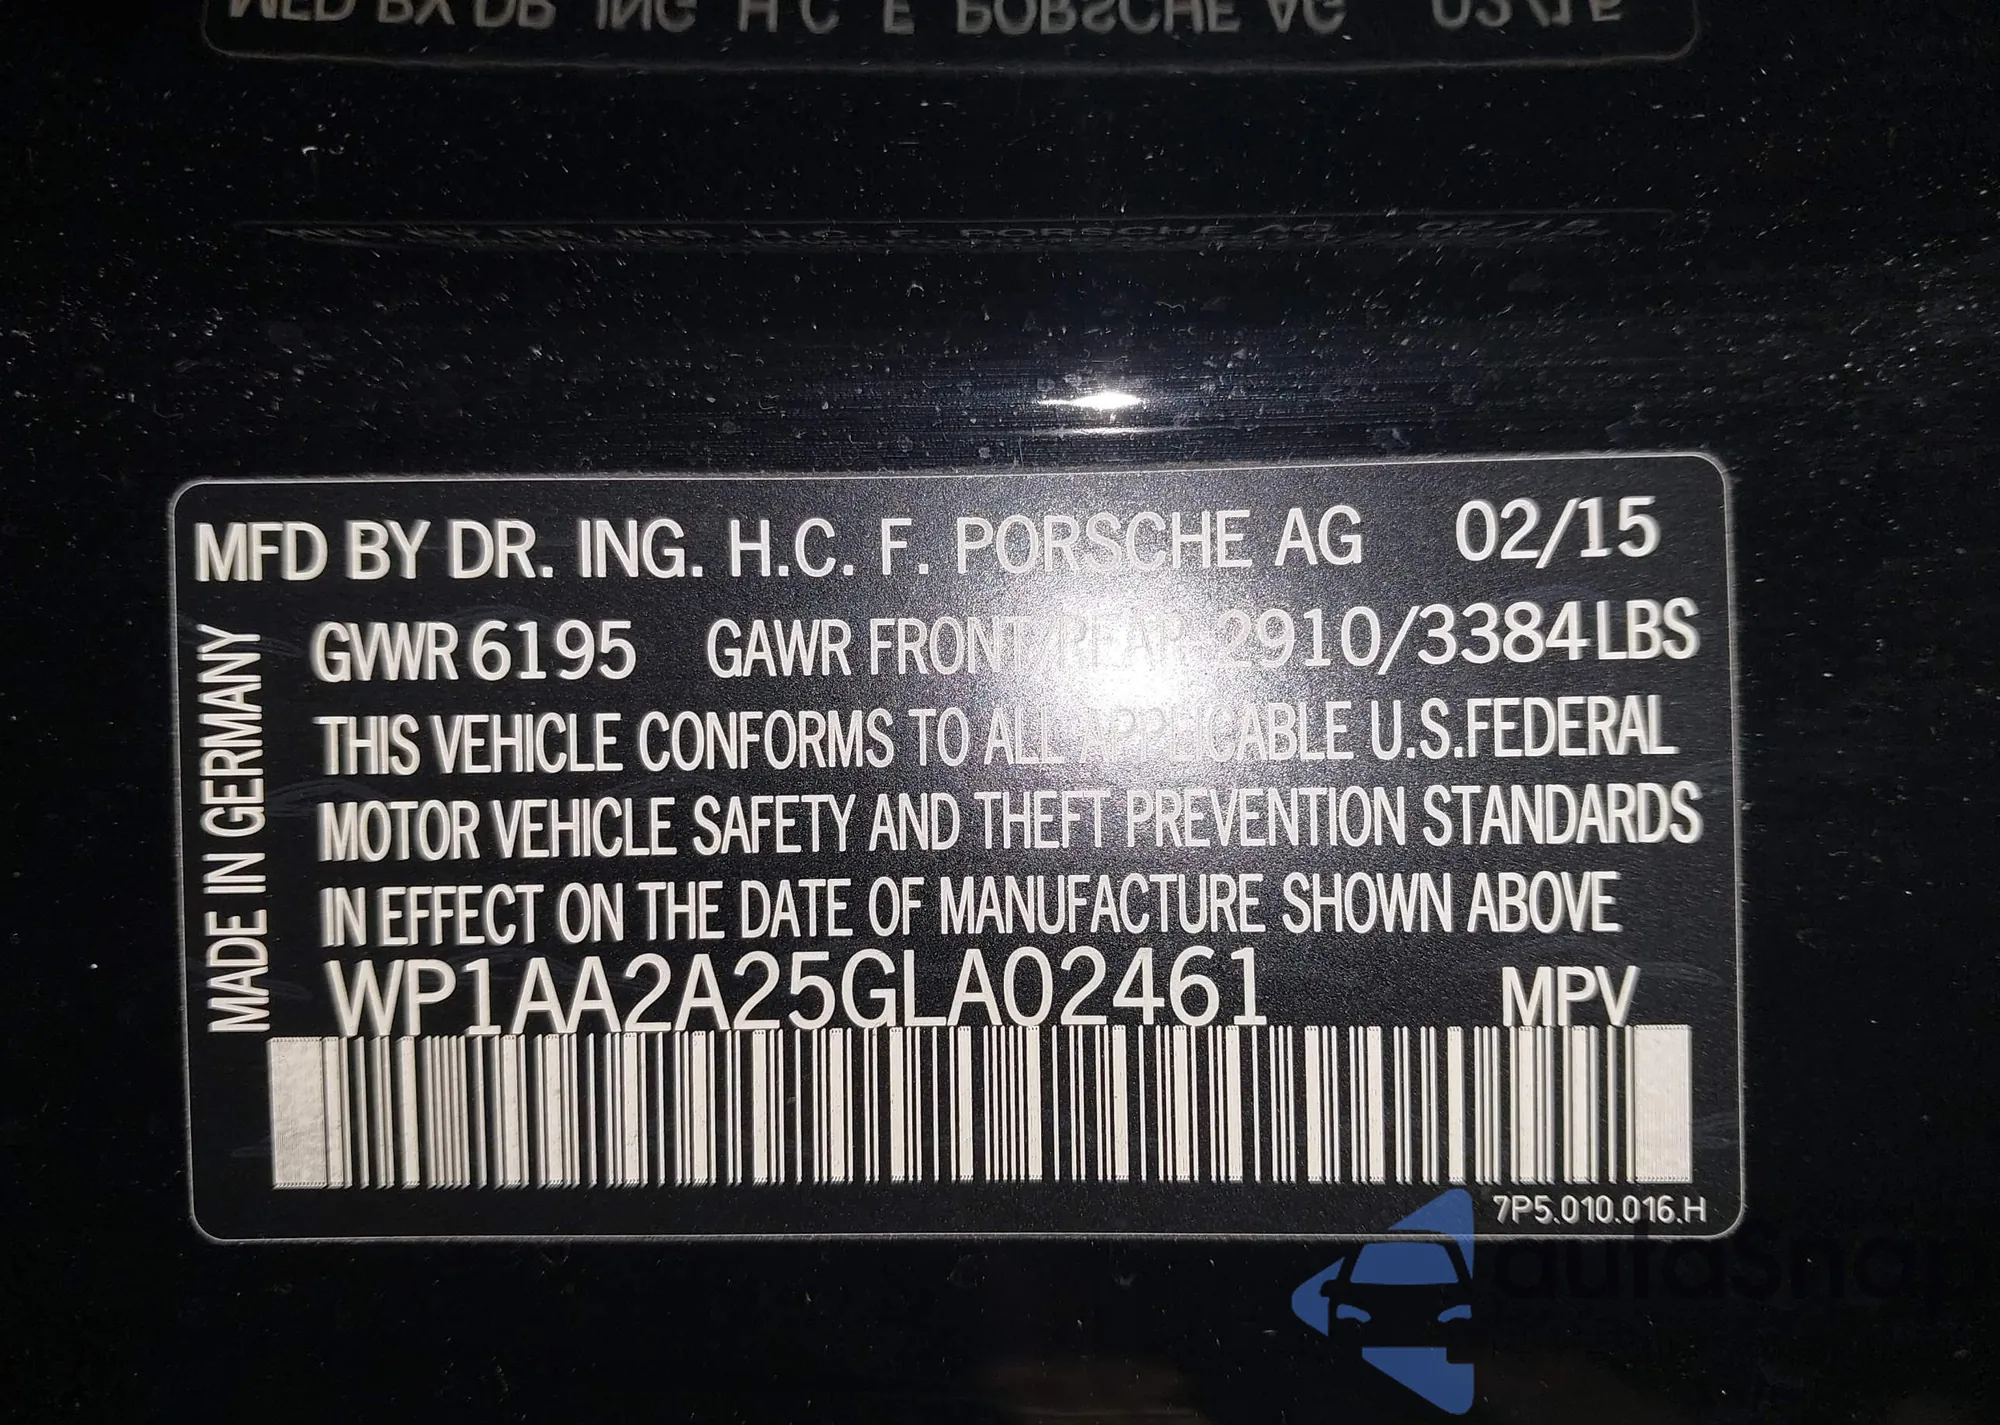 MFD BY DR. ING. H.C. F. PORSCHE AG 02/15
GVWR 6195 GAWR FRONT/REAR 2910/3384LBS
THIS VEHICLE CONFORMS TO ALL APPLICABLE U.S.FEDERAL
MOTOR VEHICLE SAFETY AND THEFT PREVENTION STANDARDS
IN EFFECT ON THE DATE OF MANUFACTURE SHOWN ABOVE
WP1AA2A25GLA02461 MPV
MADE IN GERMANY
7P5.010.016.H